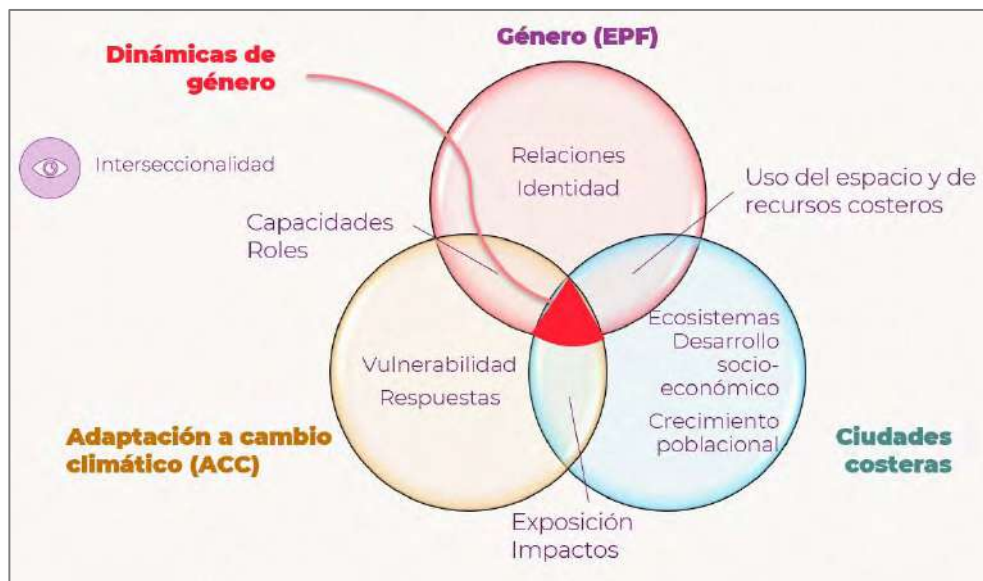 Género (EPF)
Dinámicas de
género
Interseccionalidad
Relaciones
Identidad
Uso del espacio y de
recursos costeros
Capacidades
Roles
Ecosistemas
Desarrollo
socio-
económico
Crecimiento
poblacional
Vulnerabilidad
Respuestas
Adaptación a cambio
climático (ACC)
Ciudades
costeras
Exposición
Impactos